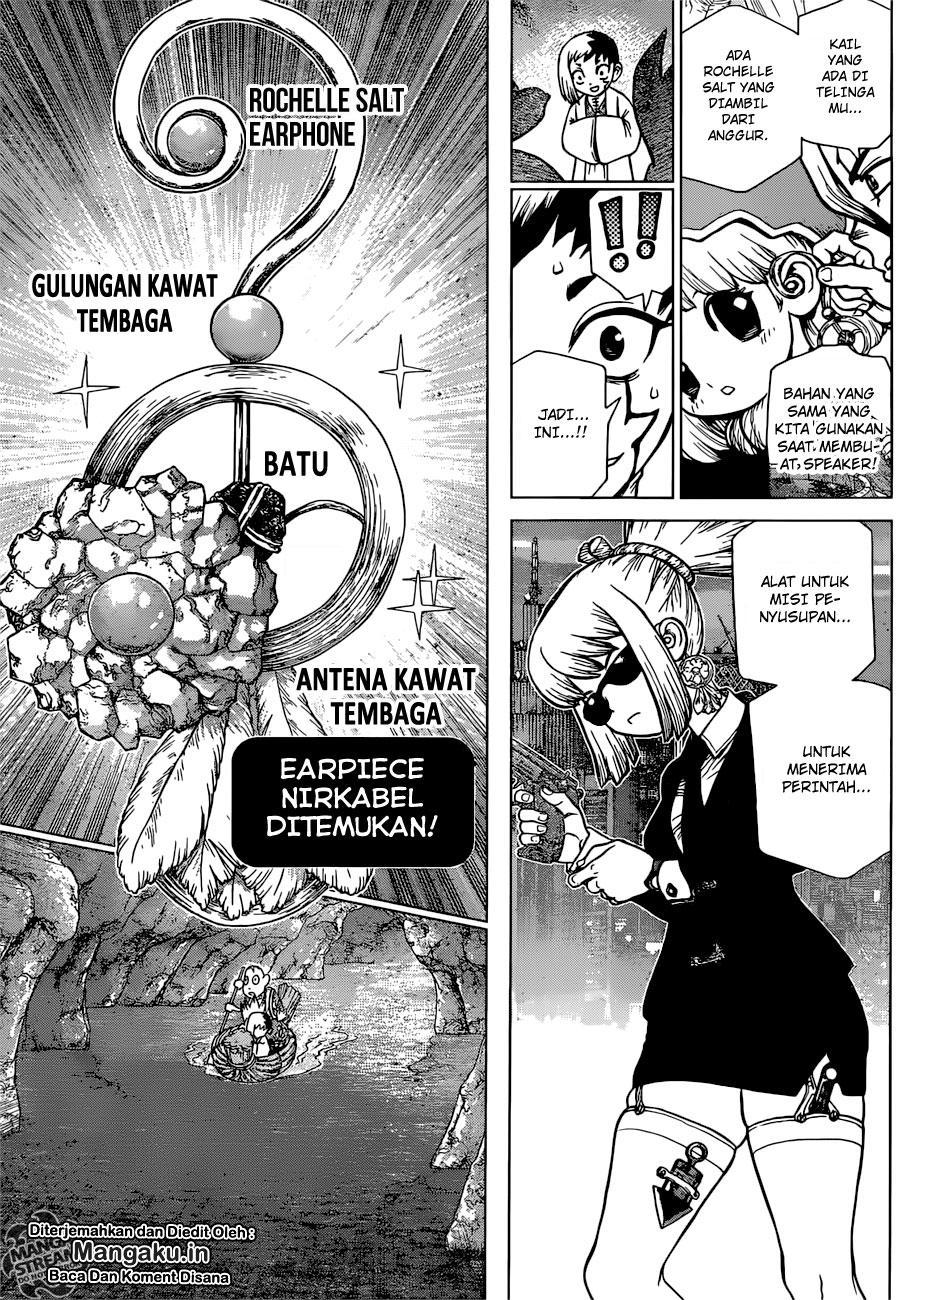 KAIL
YANG
ADA DI
TELINGA
MU...
ADA
ROCHELLE
SALT YANG
DIAMBIL
DARI
ANGGUR.
BAHAN YANG
SAMA YANG
KITA GUNAKAN
SAAT MEMBU-
AT SPEAKER!
!!
JADI...
INI...!!
ALAT UNTUK
MISI PE-
NYUSUPAN...
UNTUK
MENERIMA
PERINTAH...
ROCHELLE SALT
EARPHONE
GULUNGAN KAWAT
TEMBAGA
BATU
ANTENA KAWAT
TEMBAGA
EARPIECE
NIRKABEL
DITEMUKAN!
Diterjemahkan dan Diedit Oleh :
Mangaku.in
Baca Dan Koment Disana
MANGA
STREAM